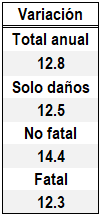 Variación
Total anual
12.8
Solo daños
12.5
No fatal
14.4
Fatal
12.3